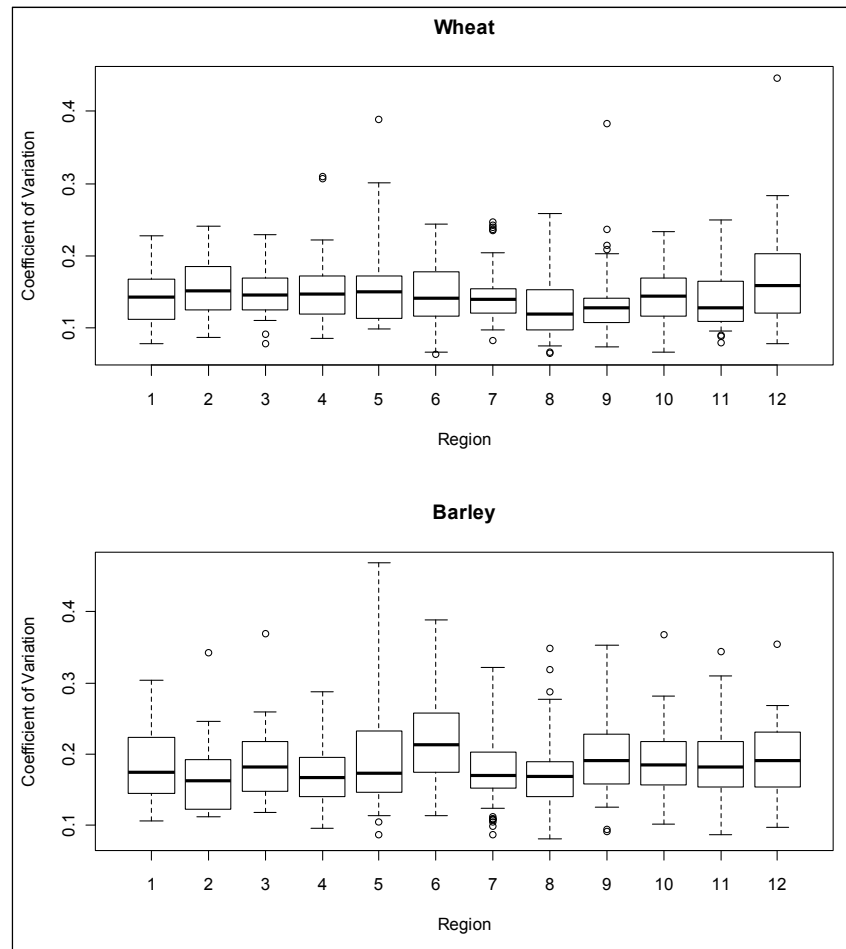 Wheat
Coefficient of Variation
0.4
0.3
0.2
0.1
1 2 3 4 5 6 7 8 9 10 11 12
Region
Barley
Coefficient of Variation
0.4
0.3
0.2
0.1
1 2 3 4 5 6 7 8 9 10 11 12
Region